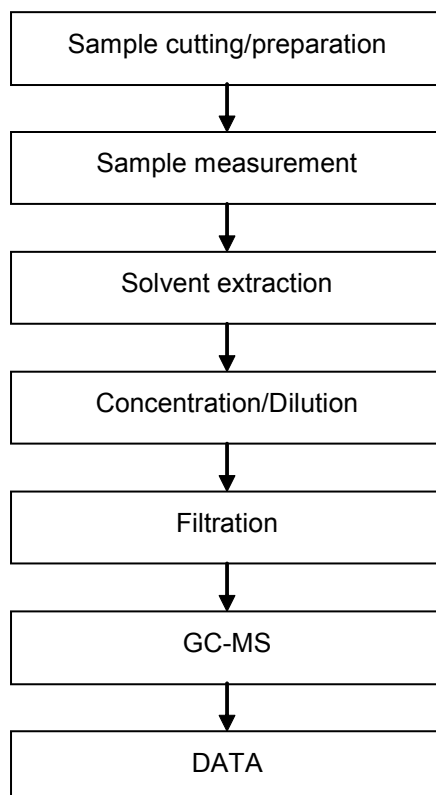 Sample cutting/preparation
Sample measurement
Solvent extraction
Concentration/Dilution
Filtration
GC-MS
DATA